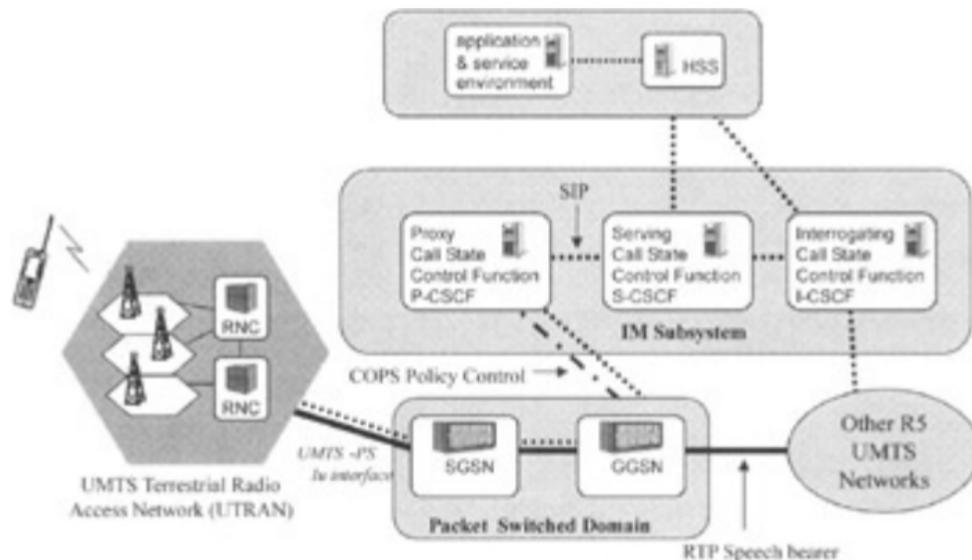 application
& service
environment
HSS
SIP
Proxy
Call State
Control Function
P-CSCF
Serving
Call State
Control Function
S-CSCF
Interrogating
Call State
Control Function
I-CSCF
IM Subsystem
RNC
RNC
COPS Policy Control
UMTS -PS
Iu interface
SGSN
GGSN
Other R5
UMTS
Networks
UMTS Terrestrial Radio
Access Network (UTRAN)
Packet Switched Domain
RTP Speech bearer